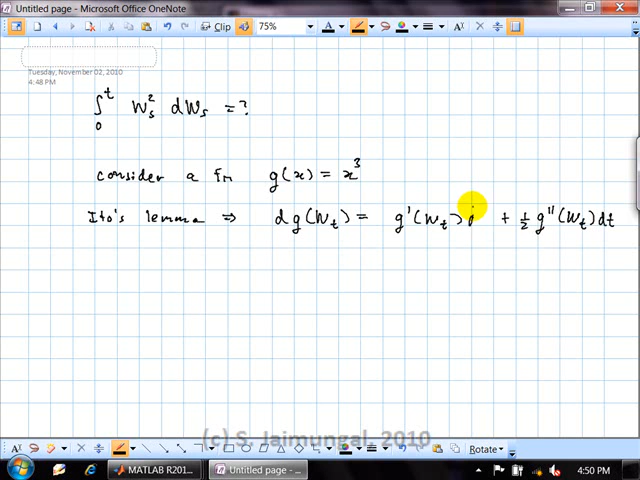 Untitled page - Microsoft Office OneNote
75%
Clip
Tuesday, November 02, 2010
4:48 PM
∫₀ᵗ Wₛ² dWₛ = ?
consider a fn g(x) = x³
Ito's lemma ⇒ dg(Wₜ) = g'(Wₜ) + ½ g''(Wₜ) dt
(c) S. Jaimungal, 2010
Rotate
MATLAB R201...
Untitled page - ...
4:50 PM